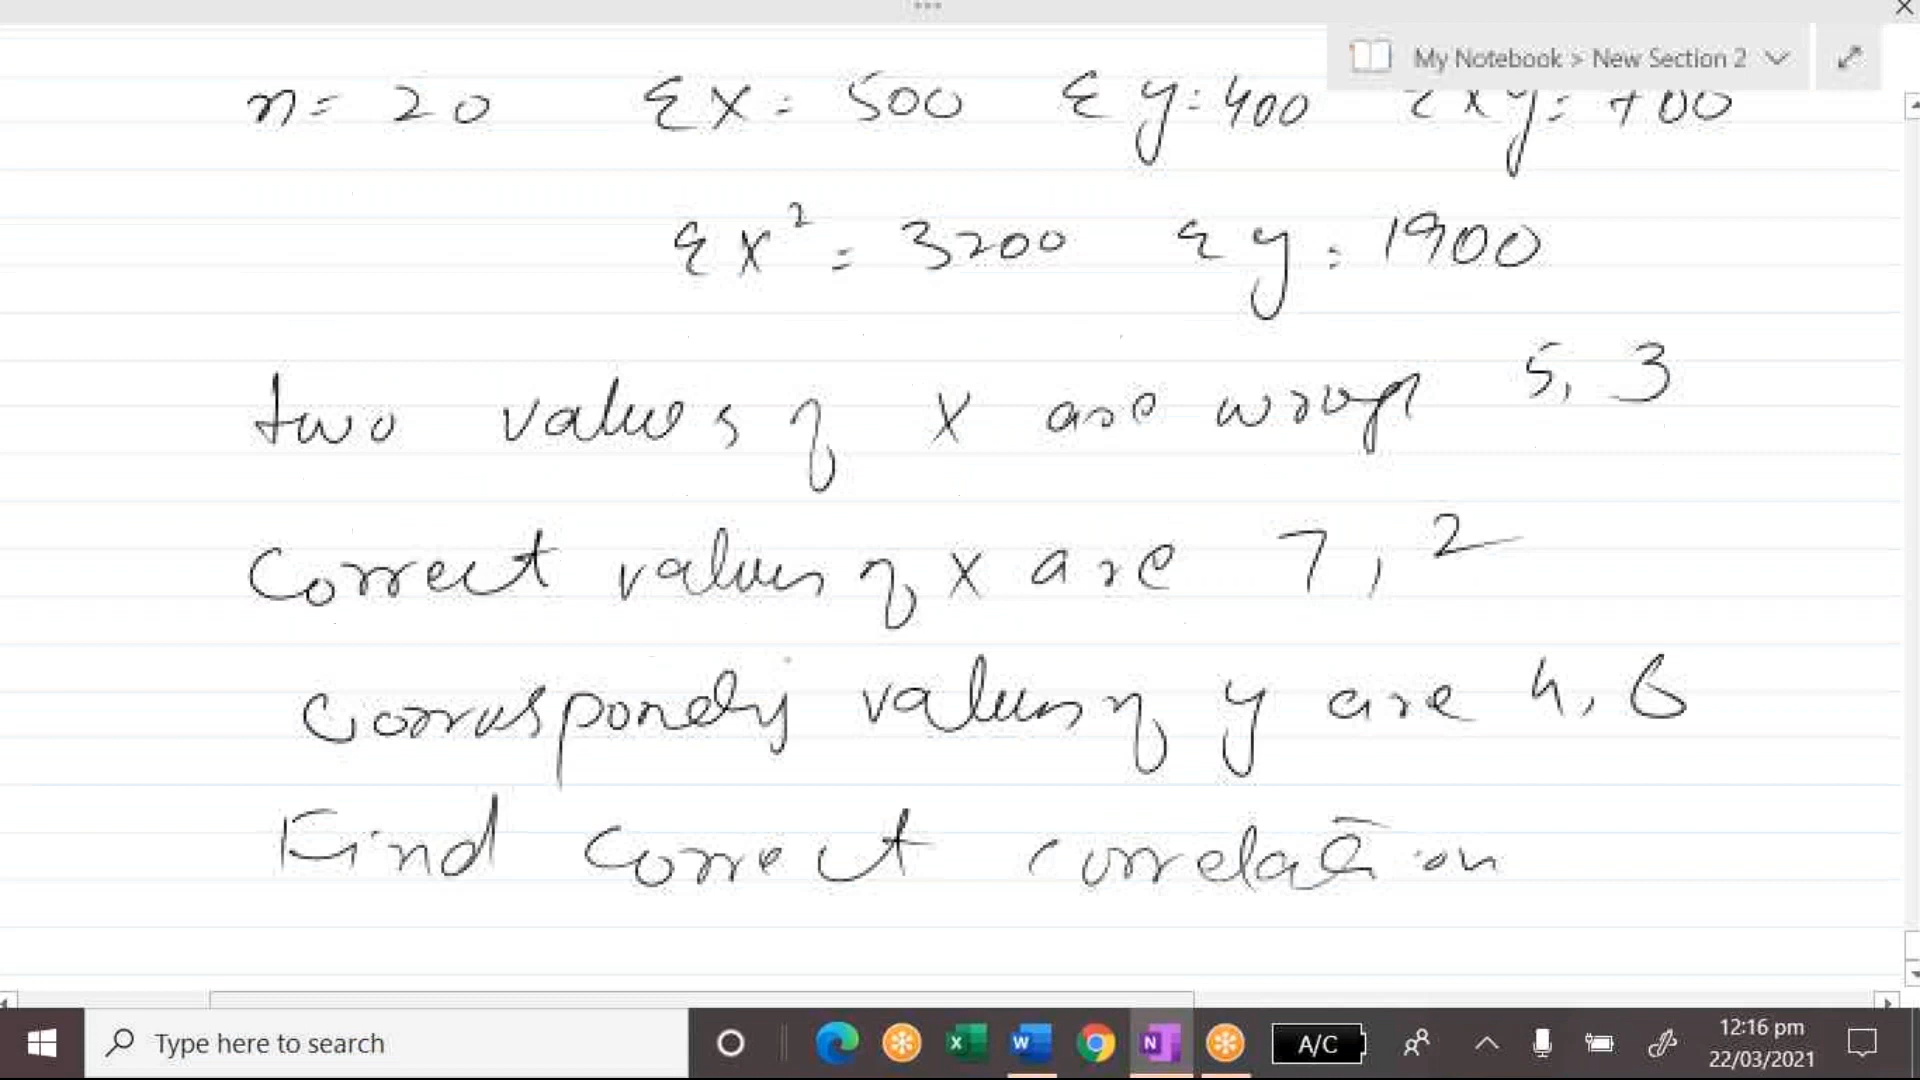 My Notebook > New Section 2
n = 20 Σx = 500 Σy = 400 Σxy = 700
Σx² = 3200 Σy = 1900
two values of x are wrong 5, 3
Correct values of x are 7, 2
Corresponding values of y are 4, 6
Find Correct Correlation
Type here to search
A/C
12:16 pm
22/03/2021